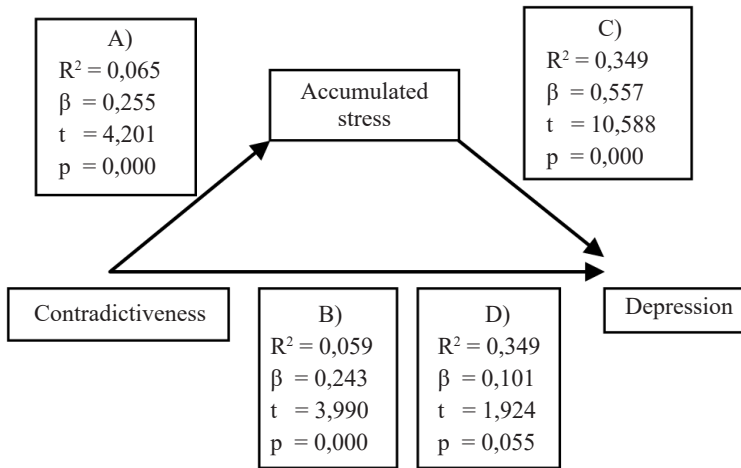 A)
R² = 0,065
β = 0,255
t = 4,201
p = 0,000
Accumulated
stress
C)
R² = 0,349
β = 0,557
t = 10,588
p = 0,000
Contradictiveness
B)
R² = 0,059
β = 0,243
t = 3,990
p = 0,000
D)
R² = 0,349
β = 0,101
t = 1,924
p = 0,055
Depression